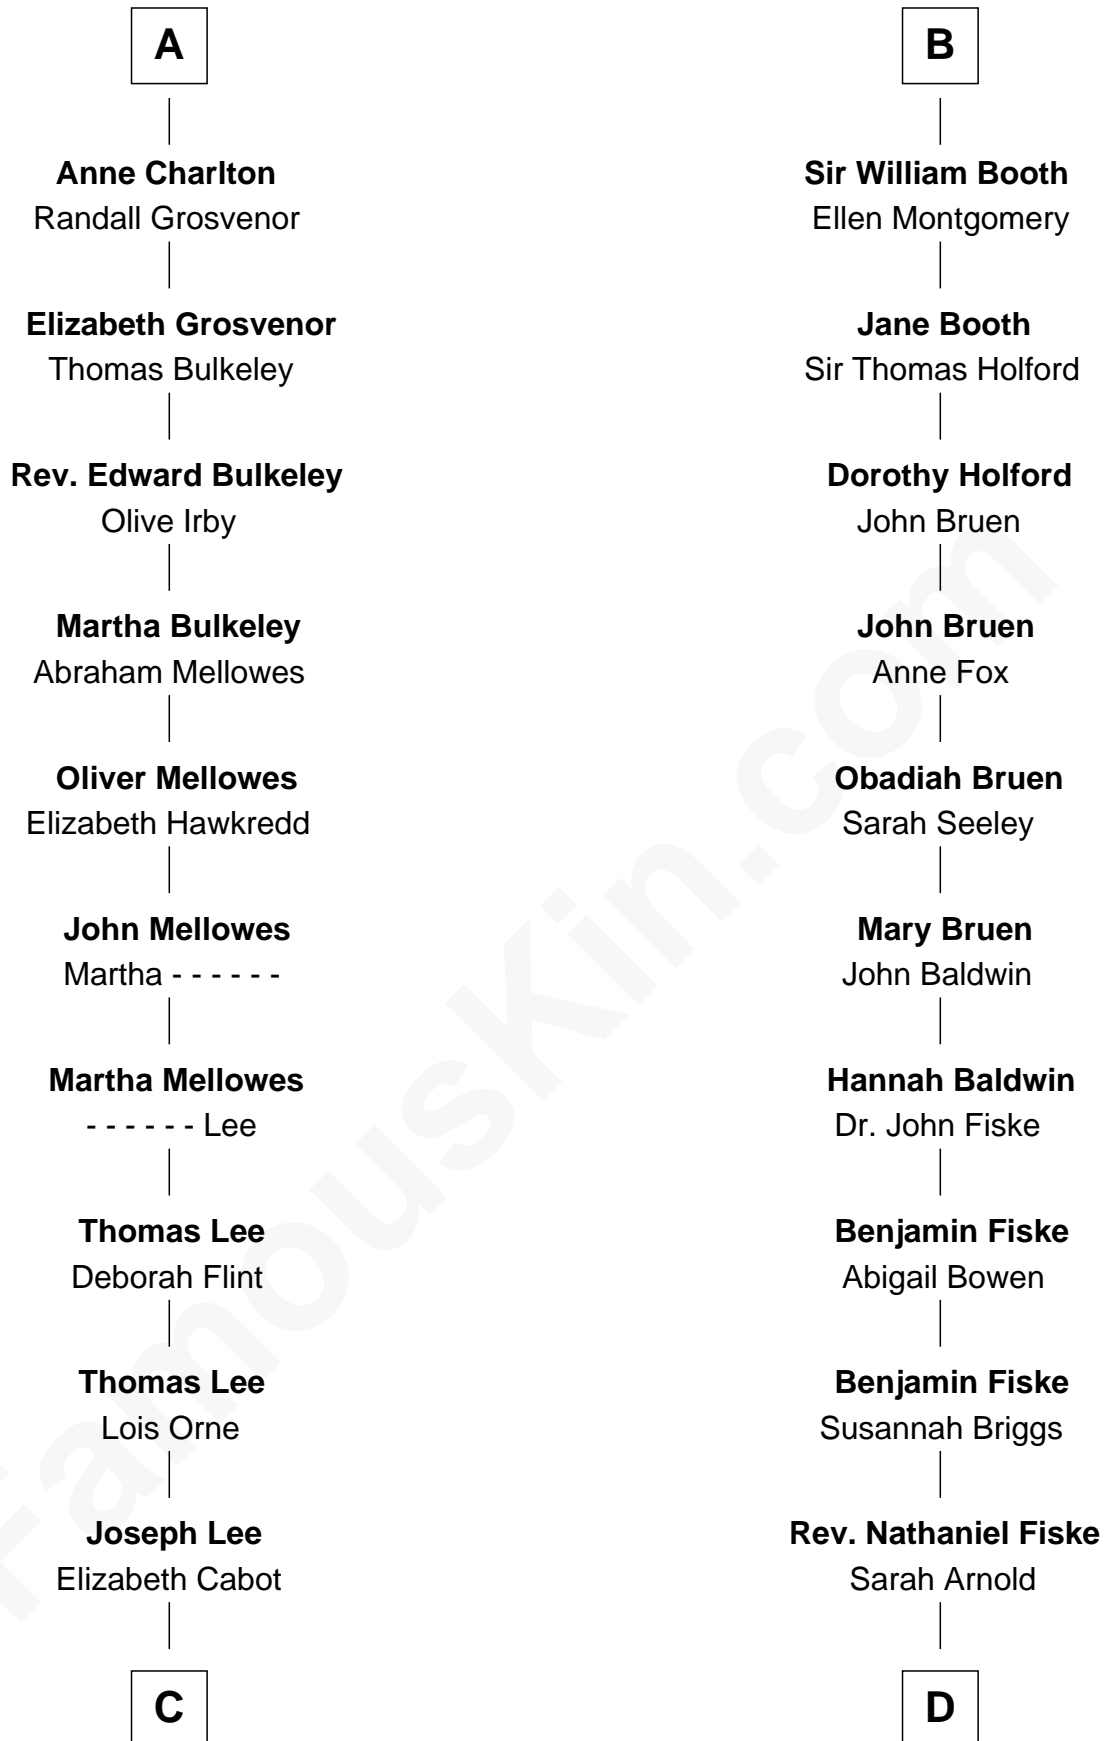 A
Anne Charlton
Randall Grosvenor
Elizabeth Grosvenor
Thomas Bulkeley
Rev. Edward Bulkeley
Olive Irby
Martha Bulkeley
Abraham Mellowes
Oliver Mellowes
Elizabeth Hawkredd
John Mellowes
Martha - - - - - -
Martha Mellowes
- - - - - - Lee
Thomas Lee
Deborah Flint
Thomas Lee
Lois Orne
Joseph Lee
Elizabeth Cabot
C
B
Sir William Booth
Ellen Montgomery
Jane Booth
Sir Thomas Holford
Dorothy Holford
John Bruen
John Bruen
Anne Fox
Obadiah Bruen
Sarah Seeley
Mary Bruen
John Baldwin
Hannah Baldwin
Dr. John Fiske
Benjamin Fiske
Abigail Bowen
Benjamin Fiske
Susannah Briggs
Rev. Nathaniel Fiske
Sarah Arnold
D
FamousKin.com